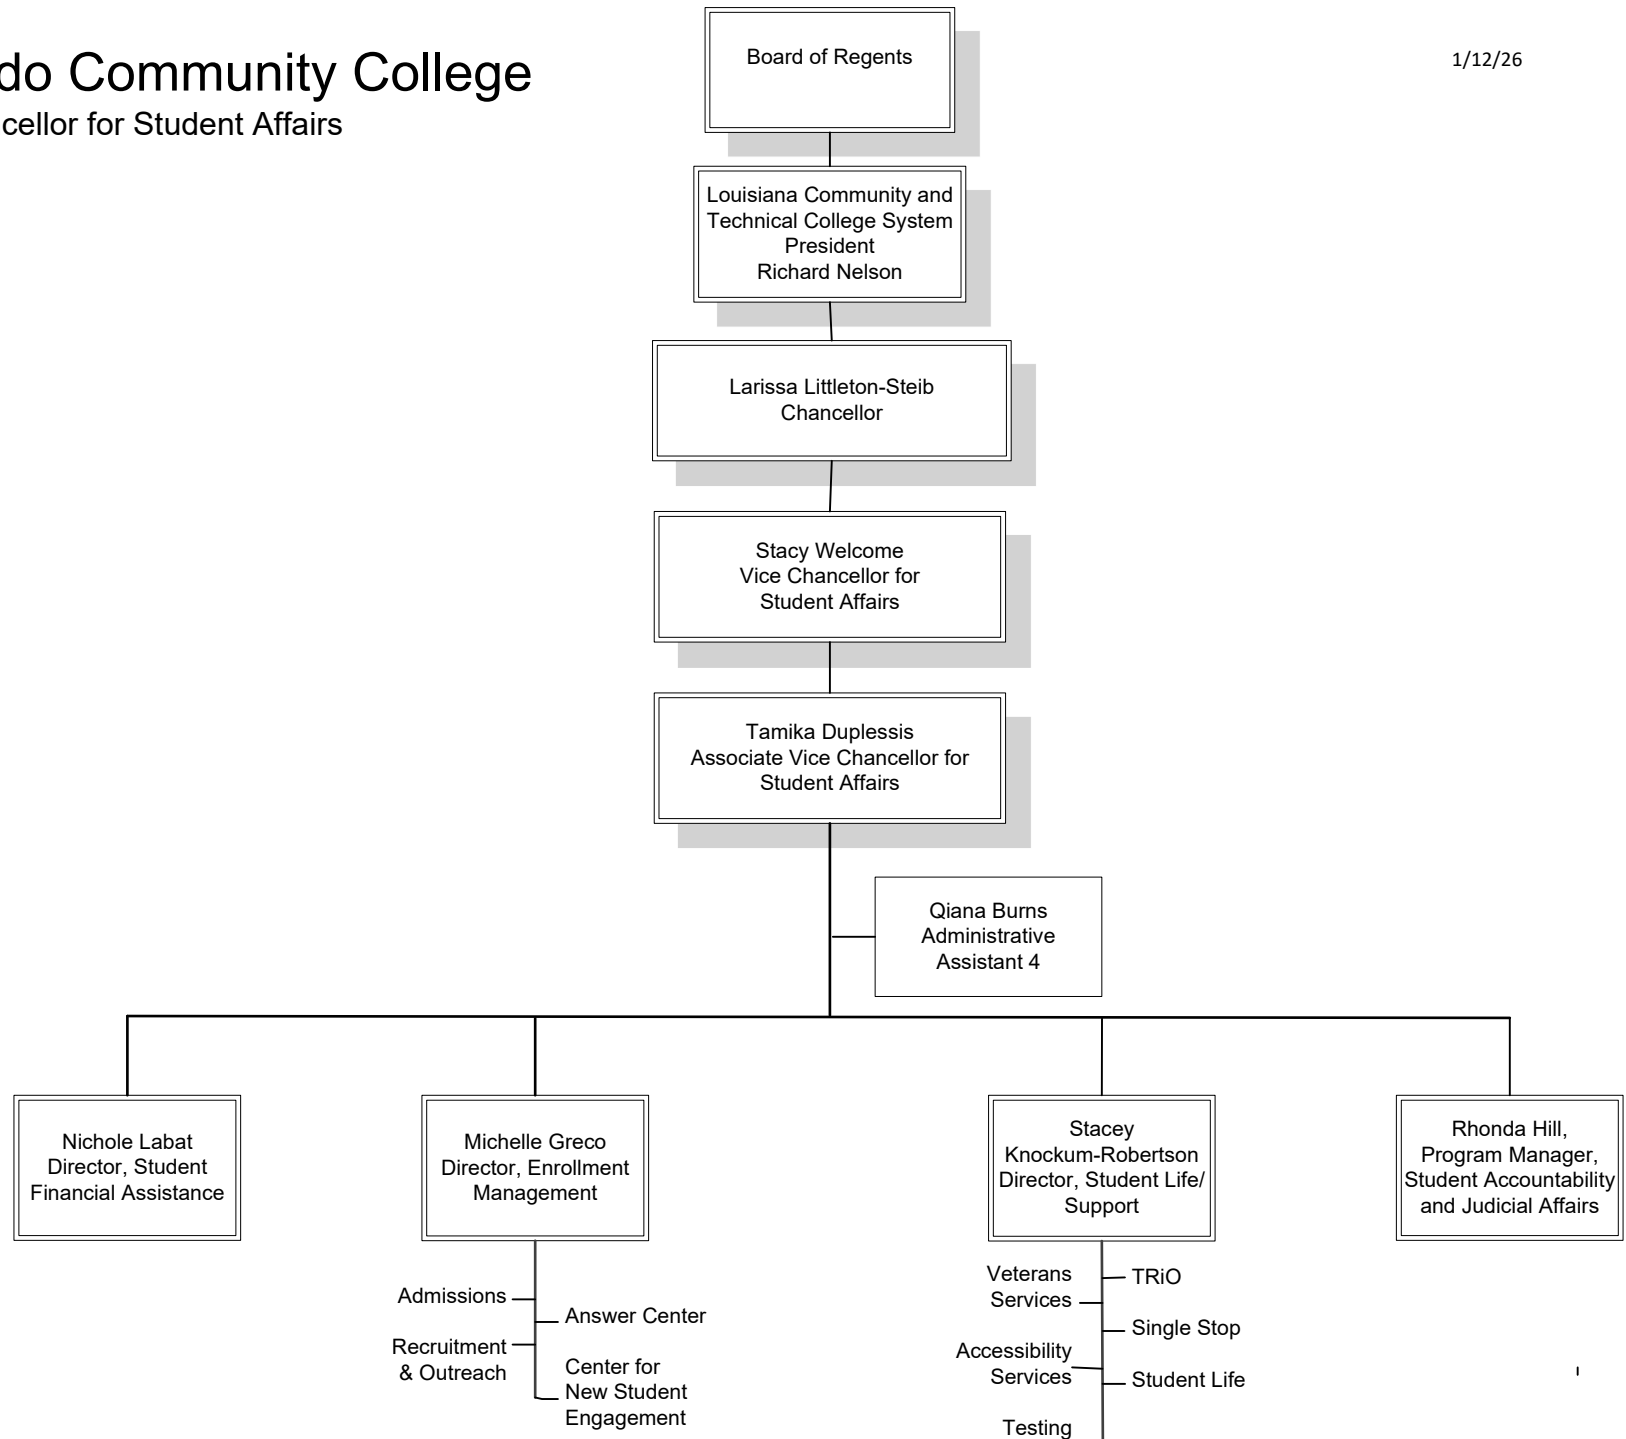 do Community College
cellor for Student Affairs
1/12/26
Board of Regents
Louisiana Community and
Technical College System
President
Richard Nelson
Larissa Littleton-Steib
Chancellor
Stacy Welcome
Vice Chancellor for
Student Affairs
Tamika Duplessis
Associate Vice Chancellor for
Student Affairs
Qiana Burns
Administrative
Assistant 4
Nichole Labat
Director, Student
Financial Assistance
Michelle Greco
Director, Enrollment
Management
Stacey
Knockum-Robertson
Director, Student Life/
Support
Rhonda Hill,
Program Manager,
Student Accountability
and Judicial Affairs
Admissions
Answer Center
Recruitment
& Outreach
Center for
New Student
Engagement
Veterans
Services
TRiO
Single Stop
Accessibility
Services
Student Life
Testing